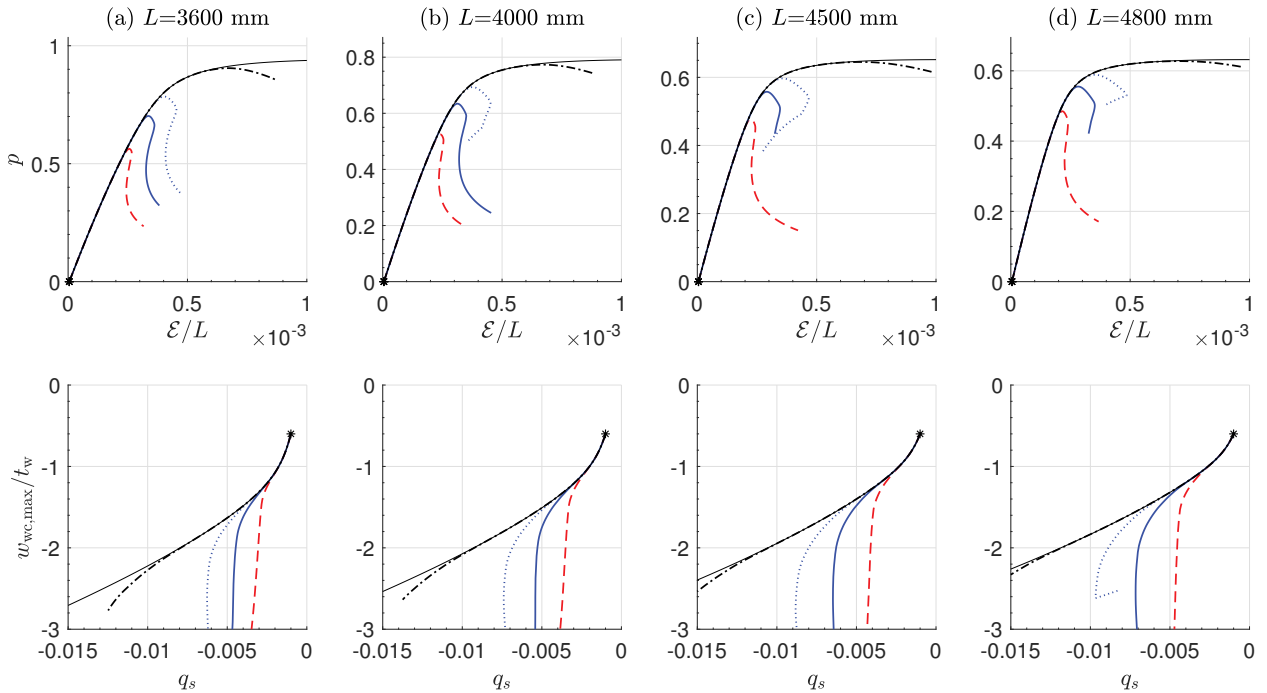 (a) L=3600 mm (b) L=4000 mm (c) L=4500 mm (d) L=4800 mm
1 0.8 0.6 0.6
0.6
0.5 0.4 0.4 0.4
p
0.2 0.2 0.2
0 0 0 0
0 0.5 1 0 0.5 1 0 0.5 1 0 0.5 1
ℰ/L ×10⁻³ ℰ/L ×10⁻³ ℰ/L ×10⁻³ ℰ/L ×10⁻³
0 0 0 0
-1 -1 -1 -1
w_wc,max/t_w
-2 -2 -2 -2
-3 -3 -3 -3
-0.015 -0.01 -0.005 0 -0.015 -0.01 -0.005 0 -0.015 -0.01 -0.005 0 -0.015 -0.01 -0.005 0
q_s q_s q_s q_s